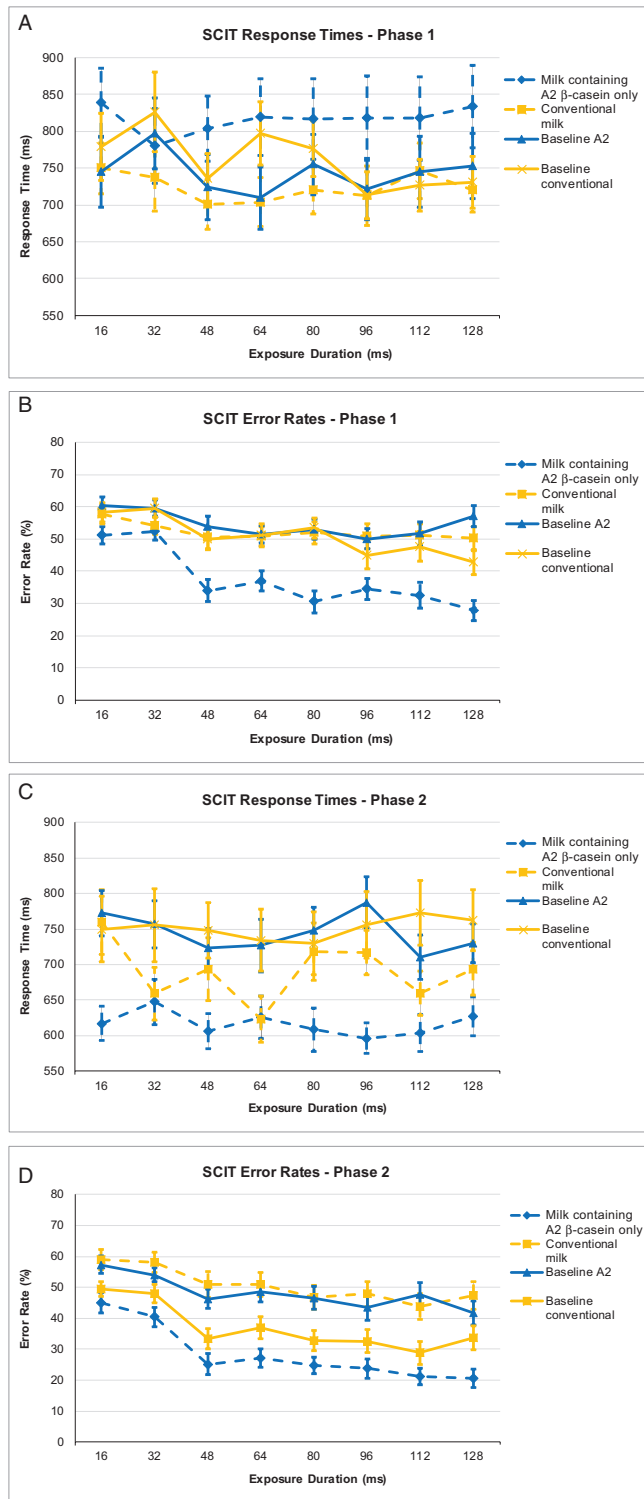 A
SCIT Response Times - Phase 1
900
850
800
750
700
650
600
550
Response Time (ms)
16 32 48 64 80 96 112 128
Exposure Duration (ms)
Milk containing
A2 β-casein only
Conventional
milk
Baseline A2
Baseline
conventional
B
SCIT Error Rates - Phase 1
80
70
60
50
40
30
20
10
0
Error Rate (%)
16 32 48 64 80 96 112 128
Exposure Duration (ms)
Milk containing
A2 β-casein only
Conventional
milk
Baseline A2
Baseline
conventional
C
SCIT Response Times - Phase 2
900
850
800
750
700
650
600
550
Response Time (ms)
16 32 48 64 80 96 112 128
Exposure Duration (ms)
Milk containing
A2 β-casein only
Conventional
milk
Baseline A2
Baseline
conventional
D
SCIT Error Rates - Phase 2
80
70
60
50
40
30
20
10
0
Error Rate (%)
16 32 48 64 80 96 112 128
Exposure Duration (ms)
Milk containing
A2 β-casein only
Conventional
milk
Baseline A2
Baseline
conventional